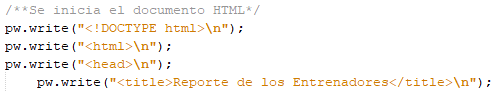 /**Se inicia el documento HTML*/
pw.write("<!DOCTYPE html>\n");
pw.write("<html>\n");
pw.write("<head>\n");
    pw.write("<title>Reporte de los Entrenadores</title>\n");